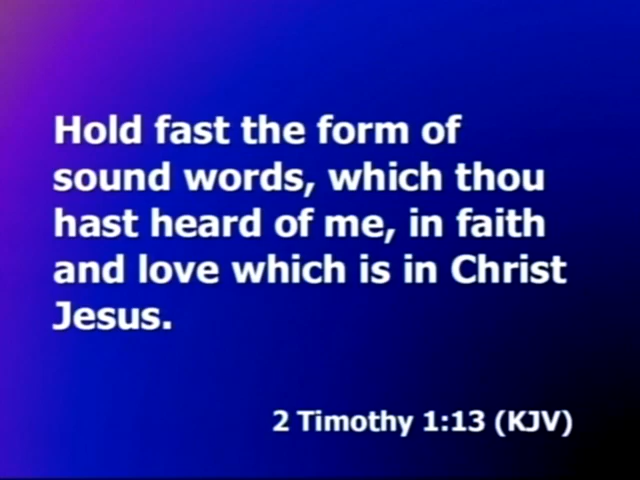 Hold fast the form of
sound words, which thou
hast heard of me, in faith
and love which is in Christ
Jesus.
2 Timothy 1:13 (KJV)